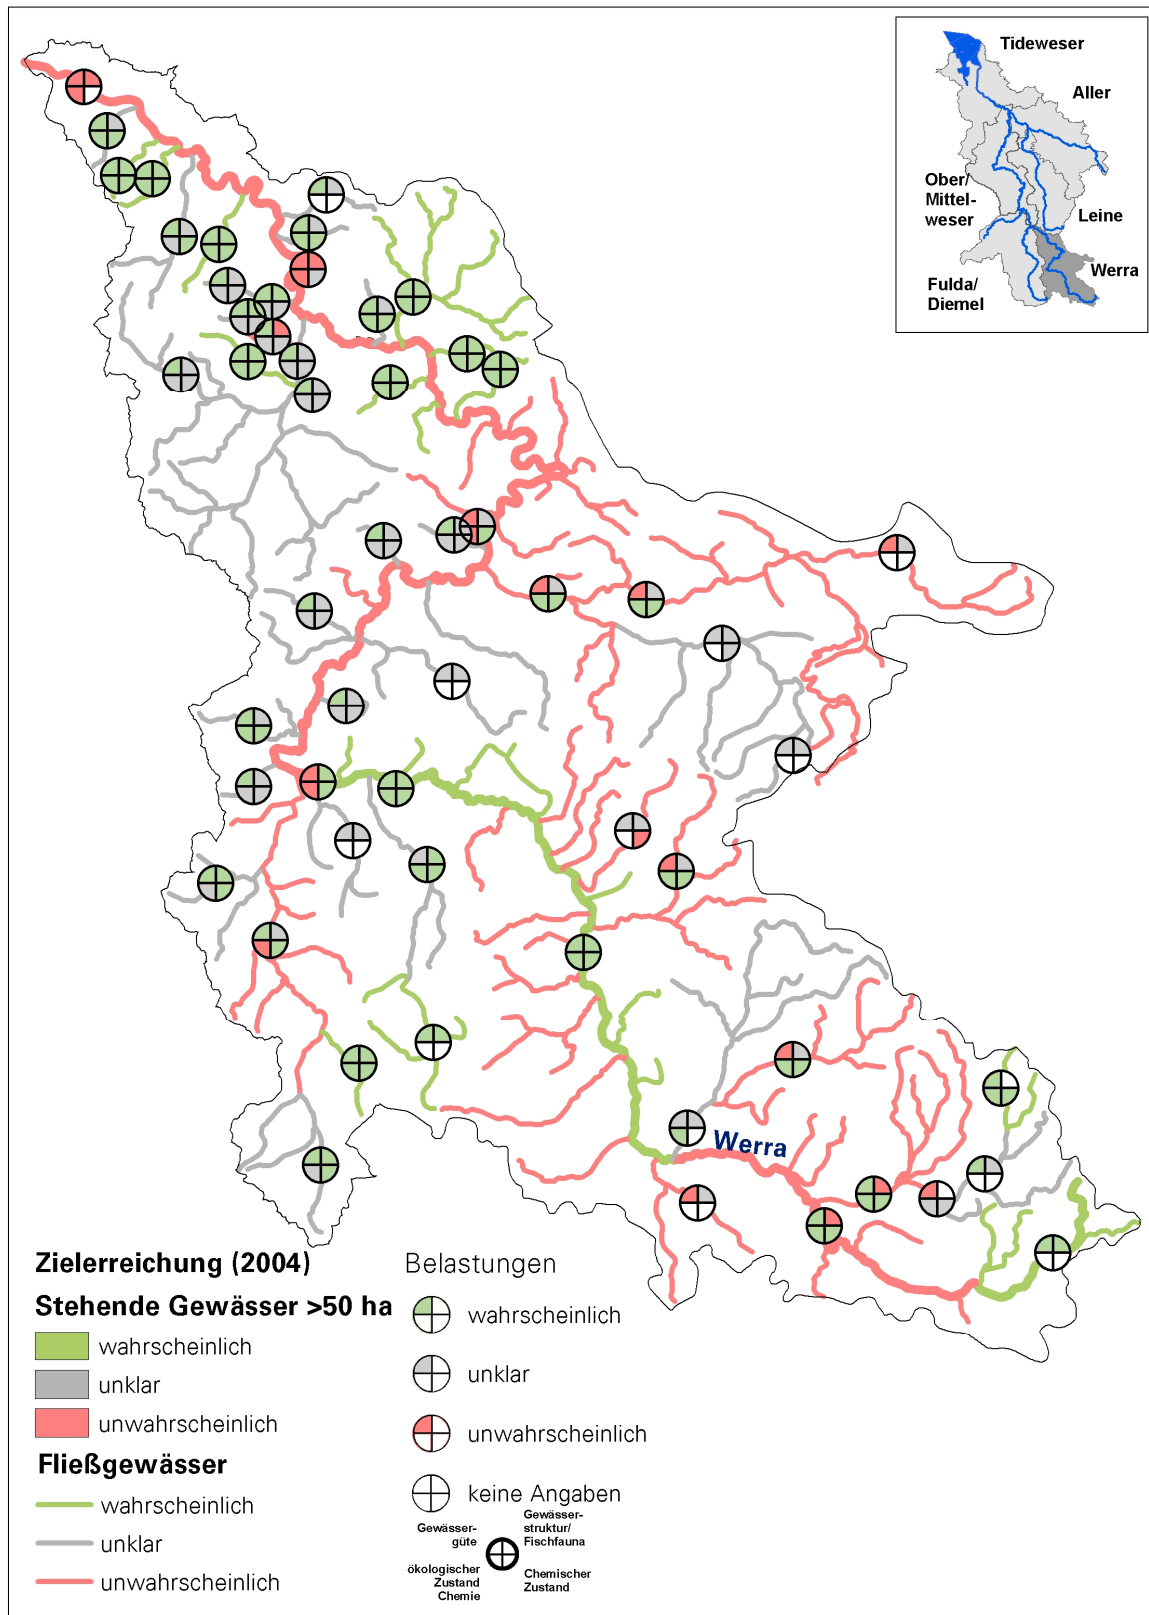 Tideweser
Aller
Ober/
Mittel-
weser
Leine
Werra
Fulda/
Diemel
Werra
Zielerreichung (2004)
Stehende Gewässer >50 ha
wahrscheinlich
unklar
unwahrscheinlich
Fließgewässer
wahrscheinlich
unklar
unwahrscheinlich
Belastungen
wahrscheinlich
unklar
unwahrscheinlich
keine Angaben
Gewässer-
güte
Gewässer-
struktur/
Fischfauna
ökologischer
Zustand
Chemie
Chemischer
Zustand